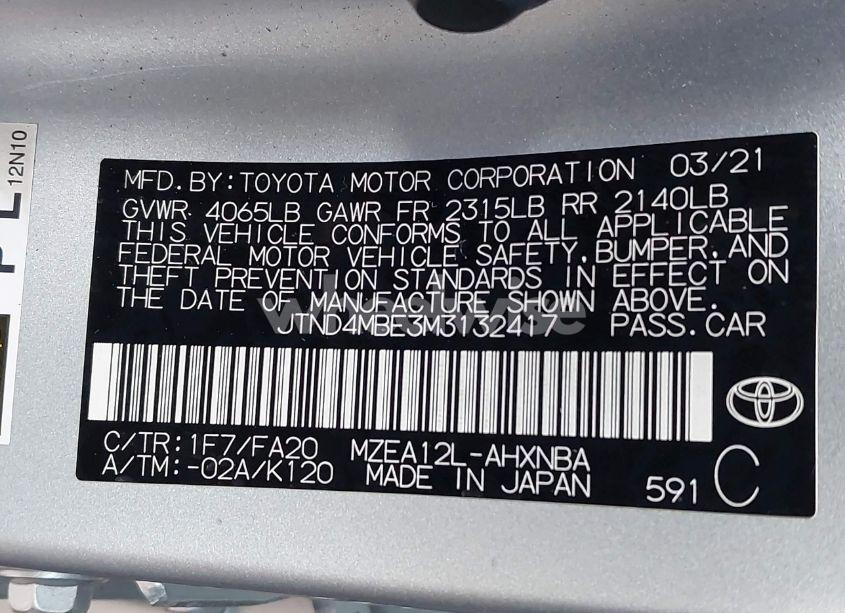 12N10
PL
MFD. BY: TOYOTA MOTOR CORPORATION 03/21
GVWR 4065LB GAWR FR 2315LB RR 2140LB
THIS VEHICLE CONFORMS TO ALL APPLICABLE
FEDERAL MOTOR VEHICLE SAFETY, BUMPER, AND
THEFT PREVENTION STANDARDS IN EFFECT ON
THE DATE OF MANUFACTURE SHOWN ABOVE.
JTND4MBE3M3132417 PASS. CAR
C/TR: 1F7/FA20 MZEA12L-AHXNBA
A/TM: -02A/K120 MADE IN JAPAN 591 C